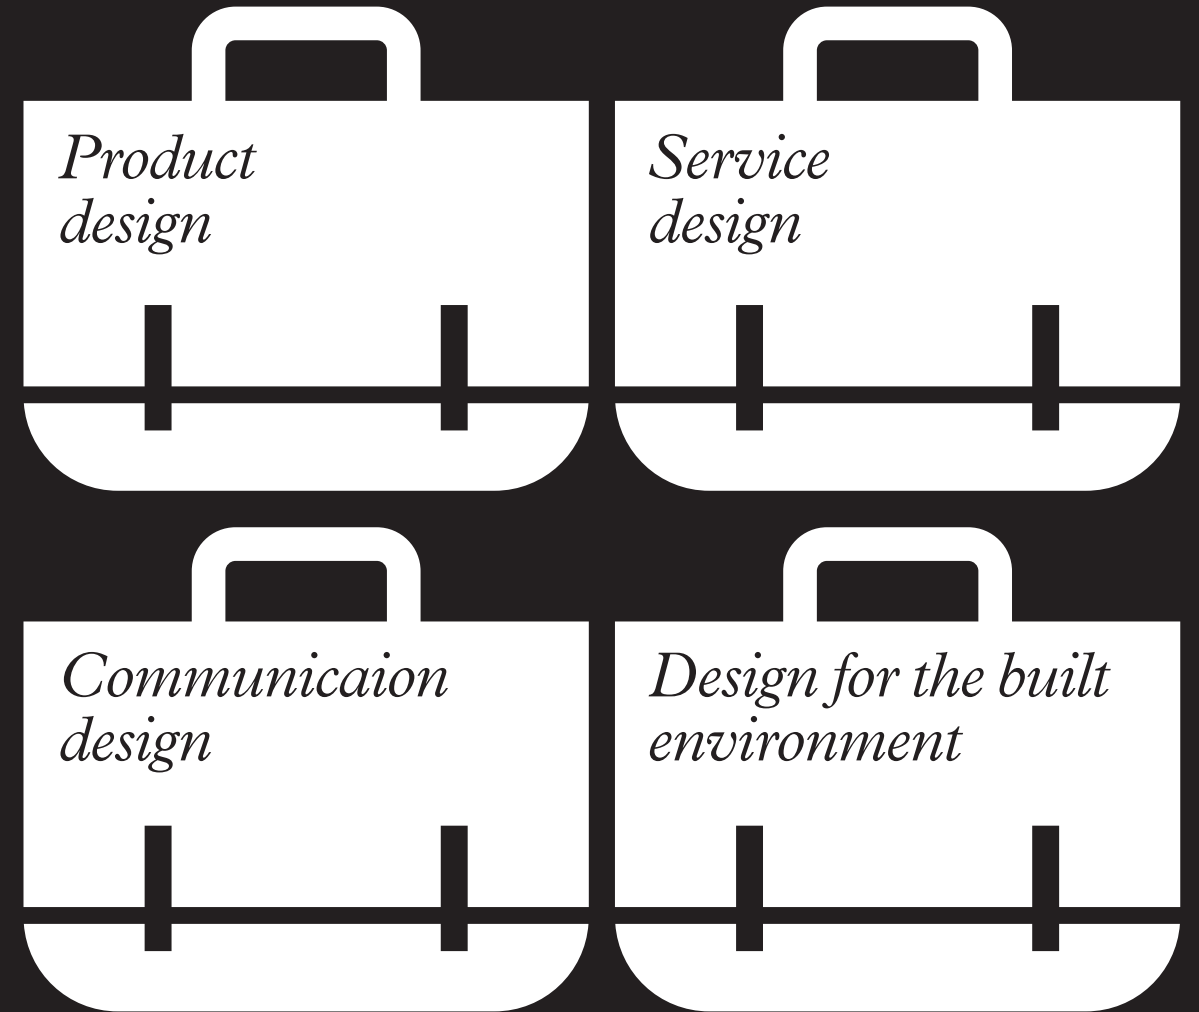 Product
design
Service
design
Communicaion
design
Design for the built
environment